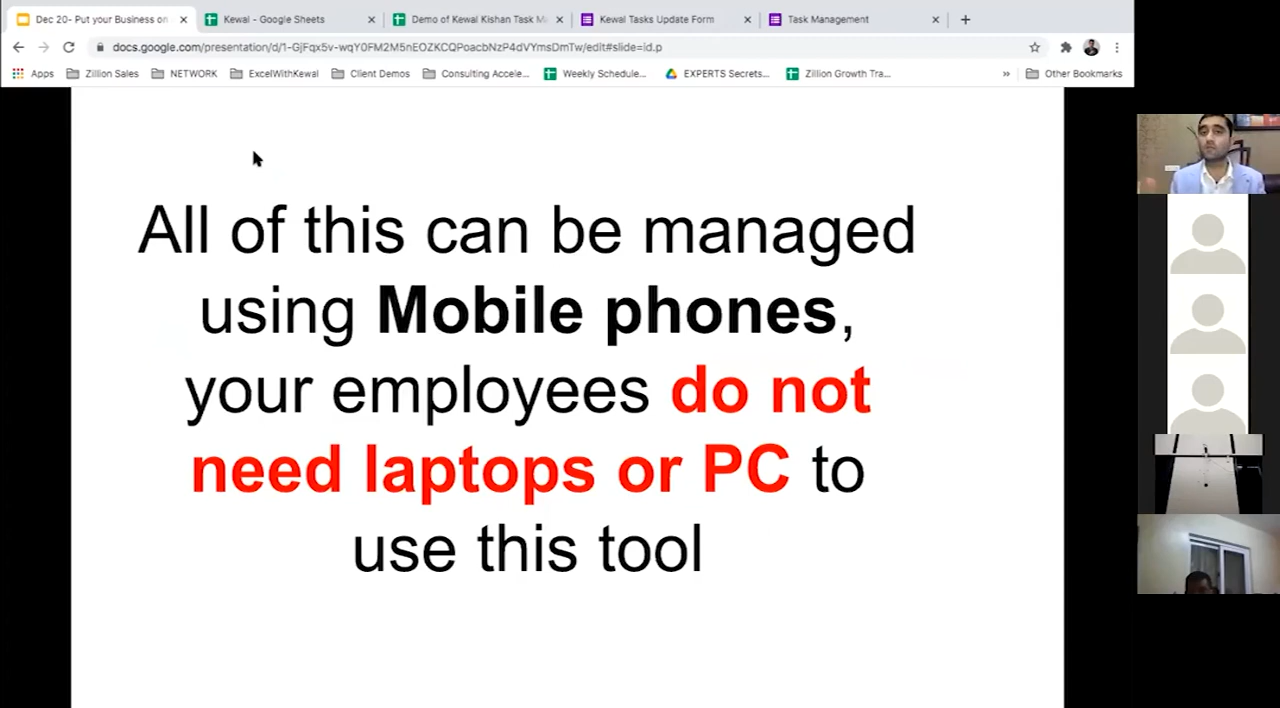 Dec 20- Put your Business on
Kewal - Google Sheets
Demo of Kewal Kishan Task M
Kewal Tasks Update Form
Task Management
docs.google.com/presentation/d/1-GjFqx5v-wqY0FM2M5nEOZKCQPoacbNzP4dVYmsDmTw/edit#slide=id.p
Apps
Zillion Sales
NETWORK
ExcelWithKewal
Client Demos
Consulting Accele...
Weekly Schedule...
EXPERTS Secrets...
Zillion Growth Tra...
Other Bookmarks
All of this can be managed
using Mobile phones,
your employees do not
need laptops or PC to
use this tool